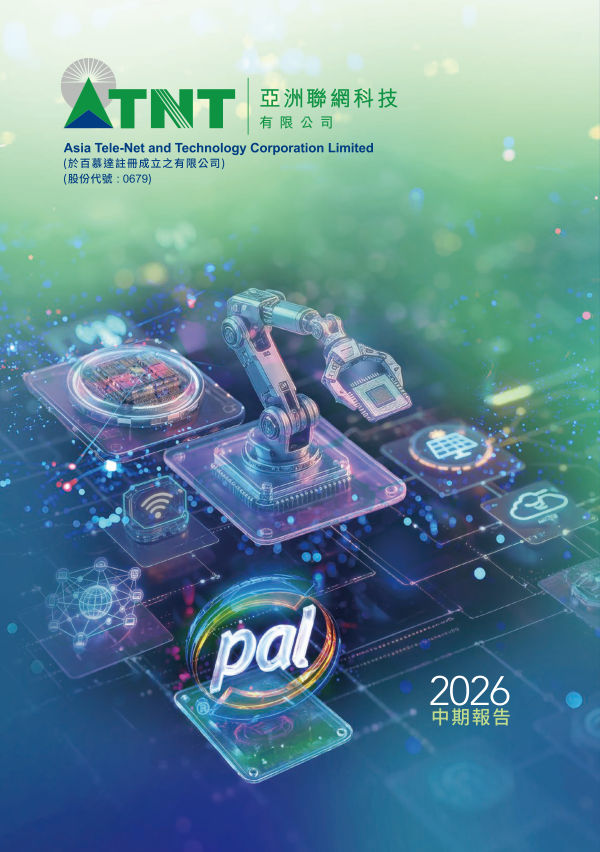 ATNT
亞洲聯網科技
有限公司
Asia Tele-Net and Technology Corporation Limited
(於百慕達註冊成立之有限公司)
(股份代號 : 0679)
pal
®
2026
中期報告